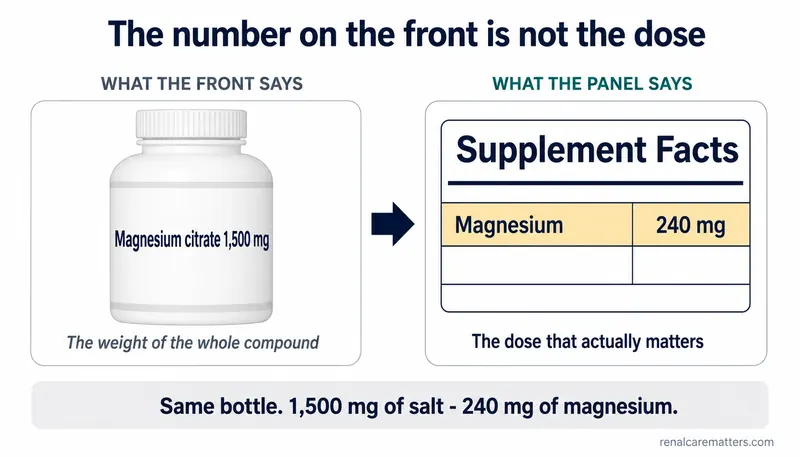 The number on the front is not the dose
WHAT THE FRONT SAYS
Magnesium citrate 1,500 mg
The weight of the whole compound
WHAT THE PANEL SAYS
Supplement Facts
Magnesium 240 mg
The dose that actually matters
Same bottle. 1,500 mg of salt - 240 mg of magnesium.
renalcarematters.com